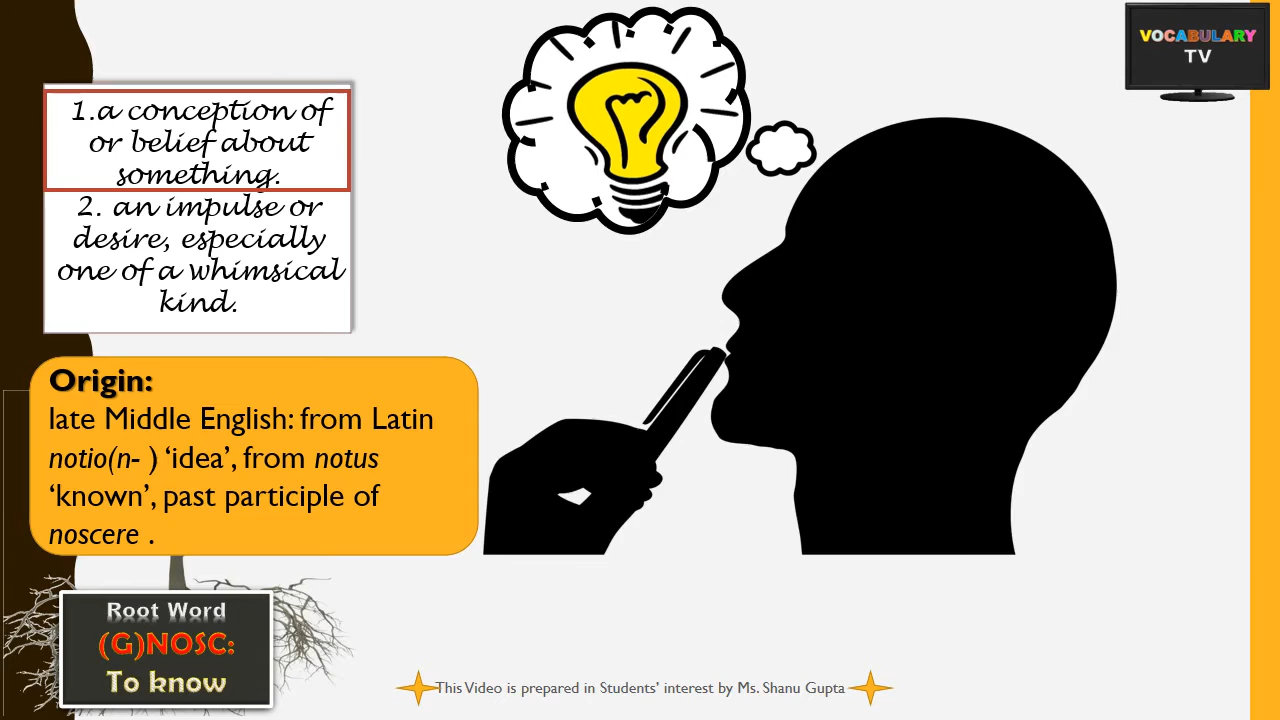 VOCABULARY
TV
1.a conception of
or belief about
something.
2. an impulse or
desire, especially
one of a whimsical
kind.
Origin:
late Middle English: from Latin
notio(n- ) ‘idea’, from notus
‘known’, past participle of
noscere .
Root Word
(G)NOSC:
To know
This Video is prepared in Students’ interest by Ms. Shanu Gupta